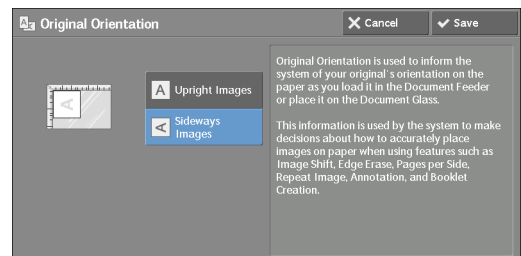 Original Orientation
Cancel
Save
A
A
Upright Images
A
Sideways
Images
Original Orientation is used to inform the
system of your original`s orientation on the
paper as you load it in the Document Feeder
or place it on the Document Glass.
This information is used by the system to make
decisions about how to accurately place
images on paper when using features such as
Image Shift, Edge Erase, Pages per Side,
Repeat Image, Annotation, and Booklet
Creation.